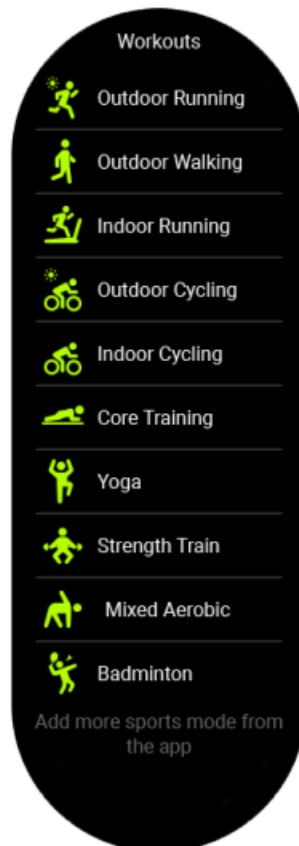 Workouts
Outdoor Running
Outdoor Walking
Indoor Running
Outdoor Cycling
Indoor Cycling
Core Training
Yoga
Strength Train
Mixed Aerobic
Badminton
Add more sports mode from
the app